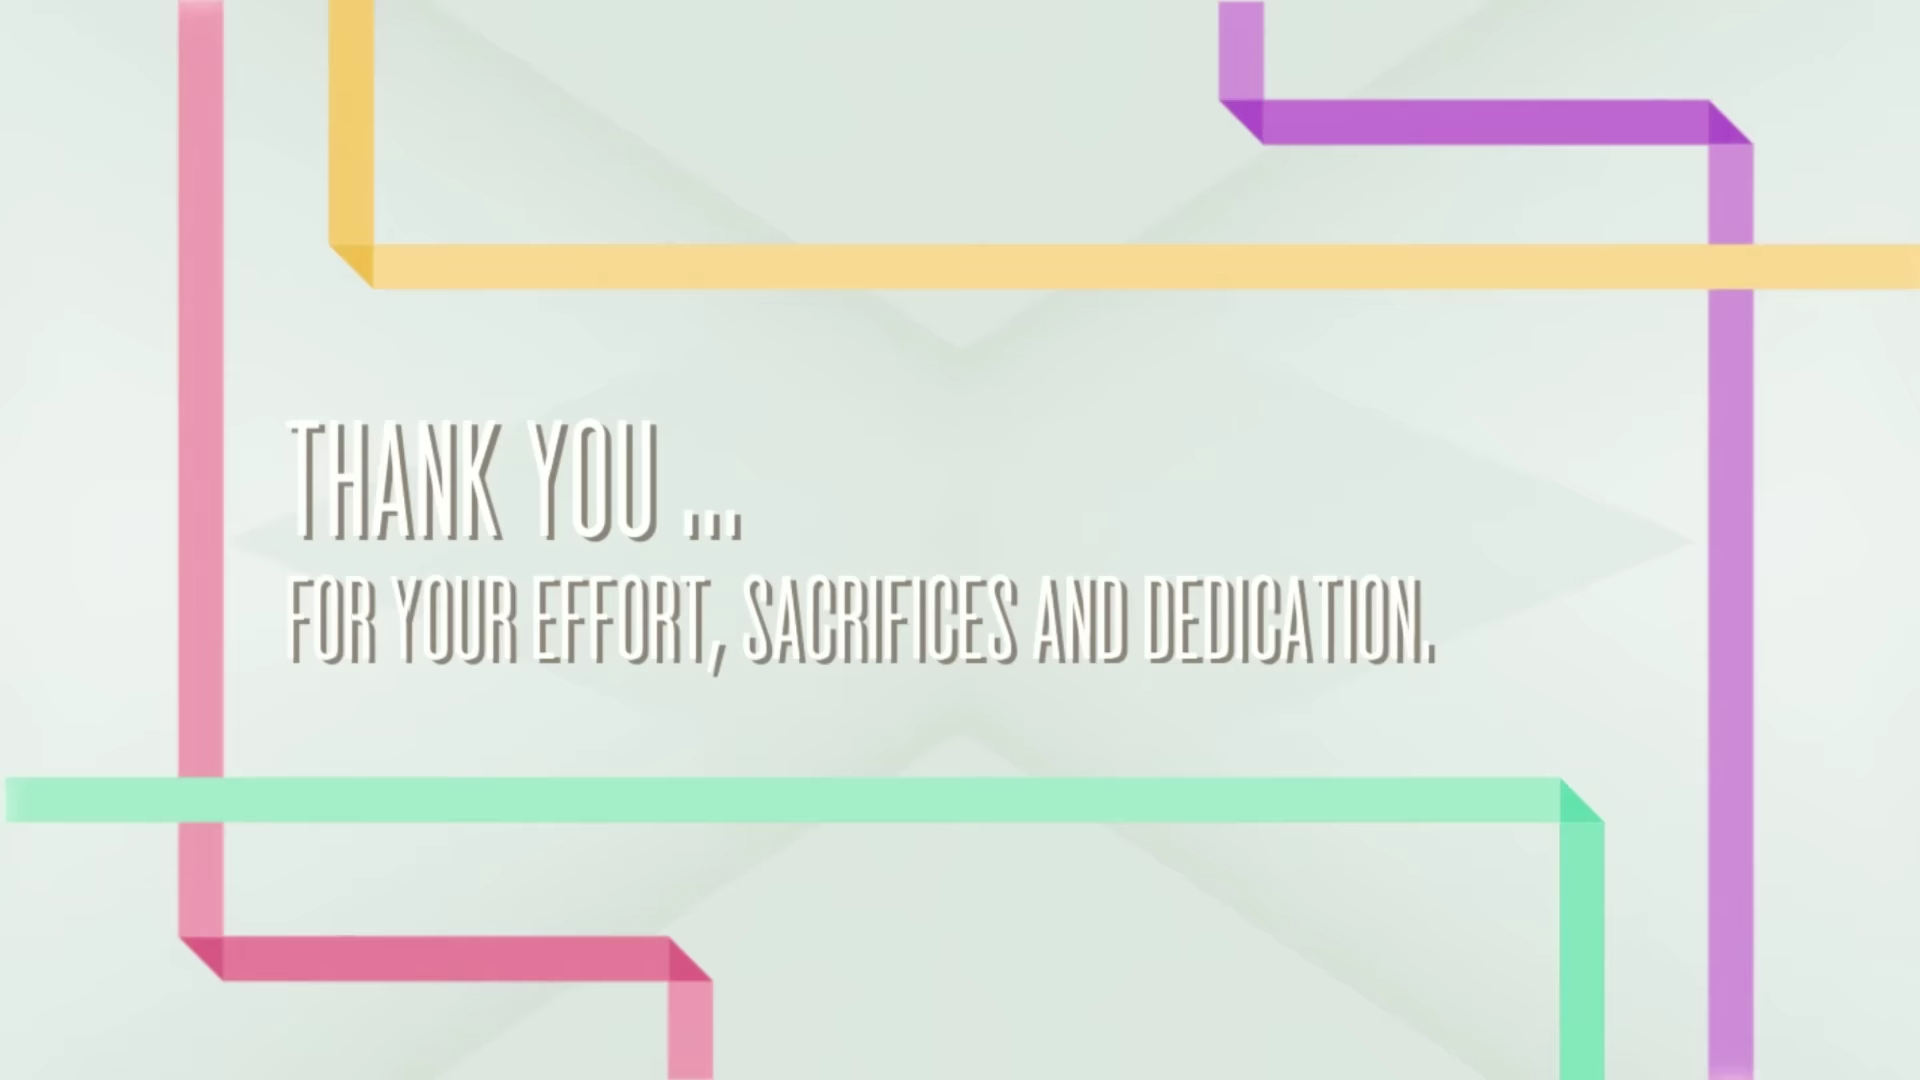 THANK YOU ...
FOR YOUR EFFORT, SACRIFICES AND DEDICATION.